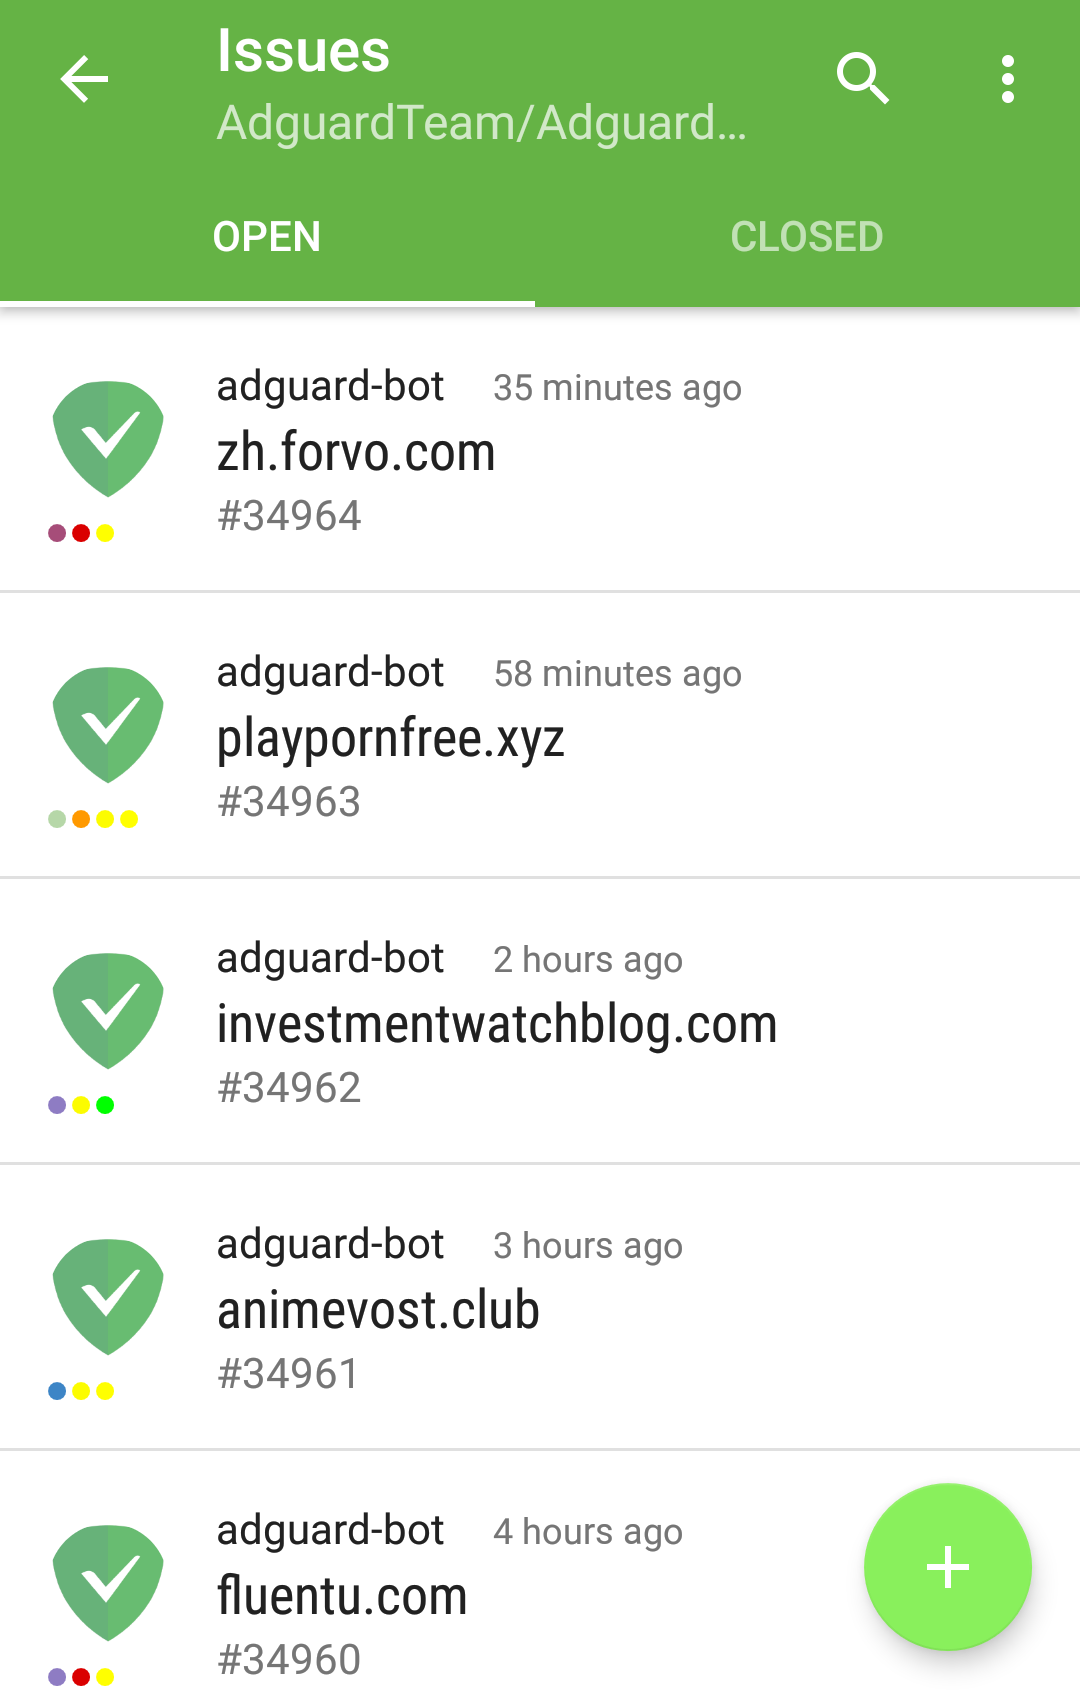 Issues
AdguardTeam/Adguard...
OPEN CLOSED
adguard-bot 35 minutes ago
zh.forvo.com
#34964
adguard-bot 58 minutes ago
playpornfree.xyz
#34963
adguard-bot 2 hours ago
investmentwatchblog.com
#34962
adguard-bot 3 hours ago
animevost.club
#34961
adguard-bot 4 hours ago
fluentu.com
#34960